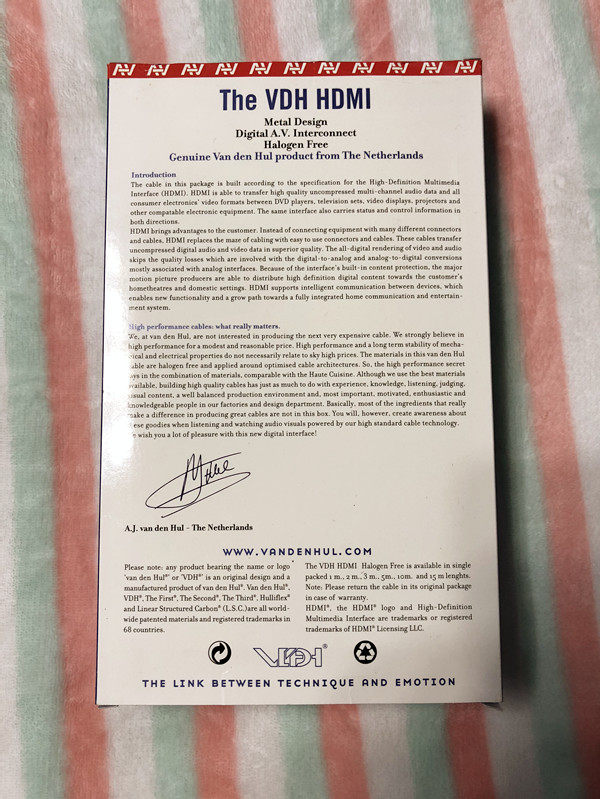 The VDH HDMI
Metal Design
Digital A.V. Interconnect
Halogen Free
Genuine Van den Hul product from The Netherlands
Introduction
The cable in this package is built according to the specification for the High-Definition Multimedia
Interface (HDMI). HDMI is able to transfer high quality uncompressed multi-channel audio data and all
consumer electronics' video formats between DVD players, television sets, video displays, projectors and
other compatable electronic equipment. The same interface also carries status and control information in
both directions.
HDMI brings advantages to the customer. Instead of connecting equipment with many different connectors
and cables, HDMI replaces the maze of cabling with easy to use connectors and cables. These cables transfer
uncompressed digital audio and video data in superior quality. The all-digital rendering of video and audio
skips the quality losses which are involved with the digital-to-analog and analog-to-digital conversions
mostly associated with analog interfaces. Because of the interface's built-in content protection, the major
motion picture producers are able to distribute high definition digital content towards the customer's
hometheatres and domestic settings. HDMI supports intelligent communication between devices, which
enables new functionality and a grow path towards a fully integrated home communication and entertain-
ment system.
High performance cables: what really matters.
We, at van den Hul, are not interested in producing the next very expensive cable. We strongly believe in
high performance for a modest and reasonable price. High performance and a long term stability of mecha-
ical and electrical properties do not necessarily relate to sky high prices. The materials in this van den Hul
able are halogen free and applied around optimised cable architectures. So, the high performance secret
ays in the combination of materials, comparable with the Haute Cuisine. Although we use the best materials
vailable, building high quality cables has just as much to do with experience, knowledge, listening, judging,
isual content, a well balanced production environment and, most important, motivated, enthusiastic and
knowledgeable people in our factories and design department. Basically, most of the ingredients that really
make a difference in producing great cables are not in this box. You will, however, create awareness about
ese goodies when listening and watching audio visuals powered by our high standard cable technology.
e wish you a lot of pleasure with this new digital interface!
A.J. van den Hul - The Netherlands
WWW.VANDENHUL.COM
Please note: any product bearing the name or logo
'van den Hul®' or 'VDH®' is an original design and a
manufactured product of van den Hul®. Van den Hul®,
VDH®, The First®, The Second®, The Third®, Hulliflex®
and Linear Structured Carbon® (L.S.C.)are all world-
wide patented materials and registered trademarks in
68 countries.
The VDH HDMI Halogen Free is available in single
packed 1 m., 2 m., 3 m., 5m., 10m. and 15 m lenghts.
Note: Please return the cable in its original package
in case of warranty.
HDMI®, the HDMI® logo and High-Definition
Multimedia Interface are trademarks or registered
trademarks of HDMI® Licensing LLC.
VDH®
THE LINK BETWEEN TECHNIQUE AND EMOTION